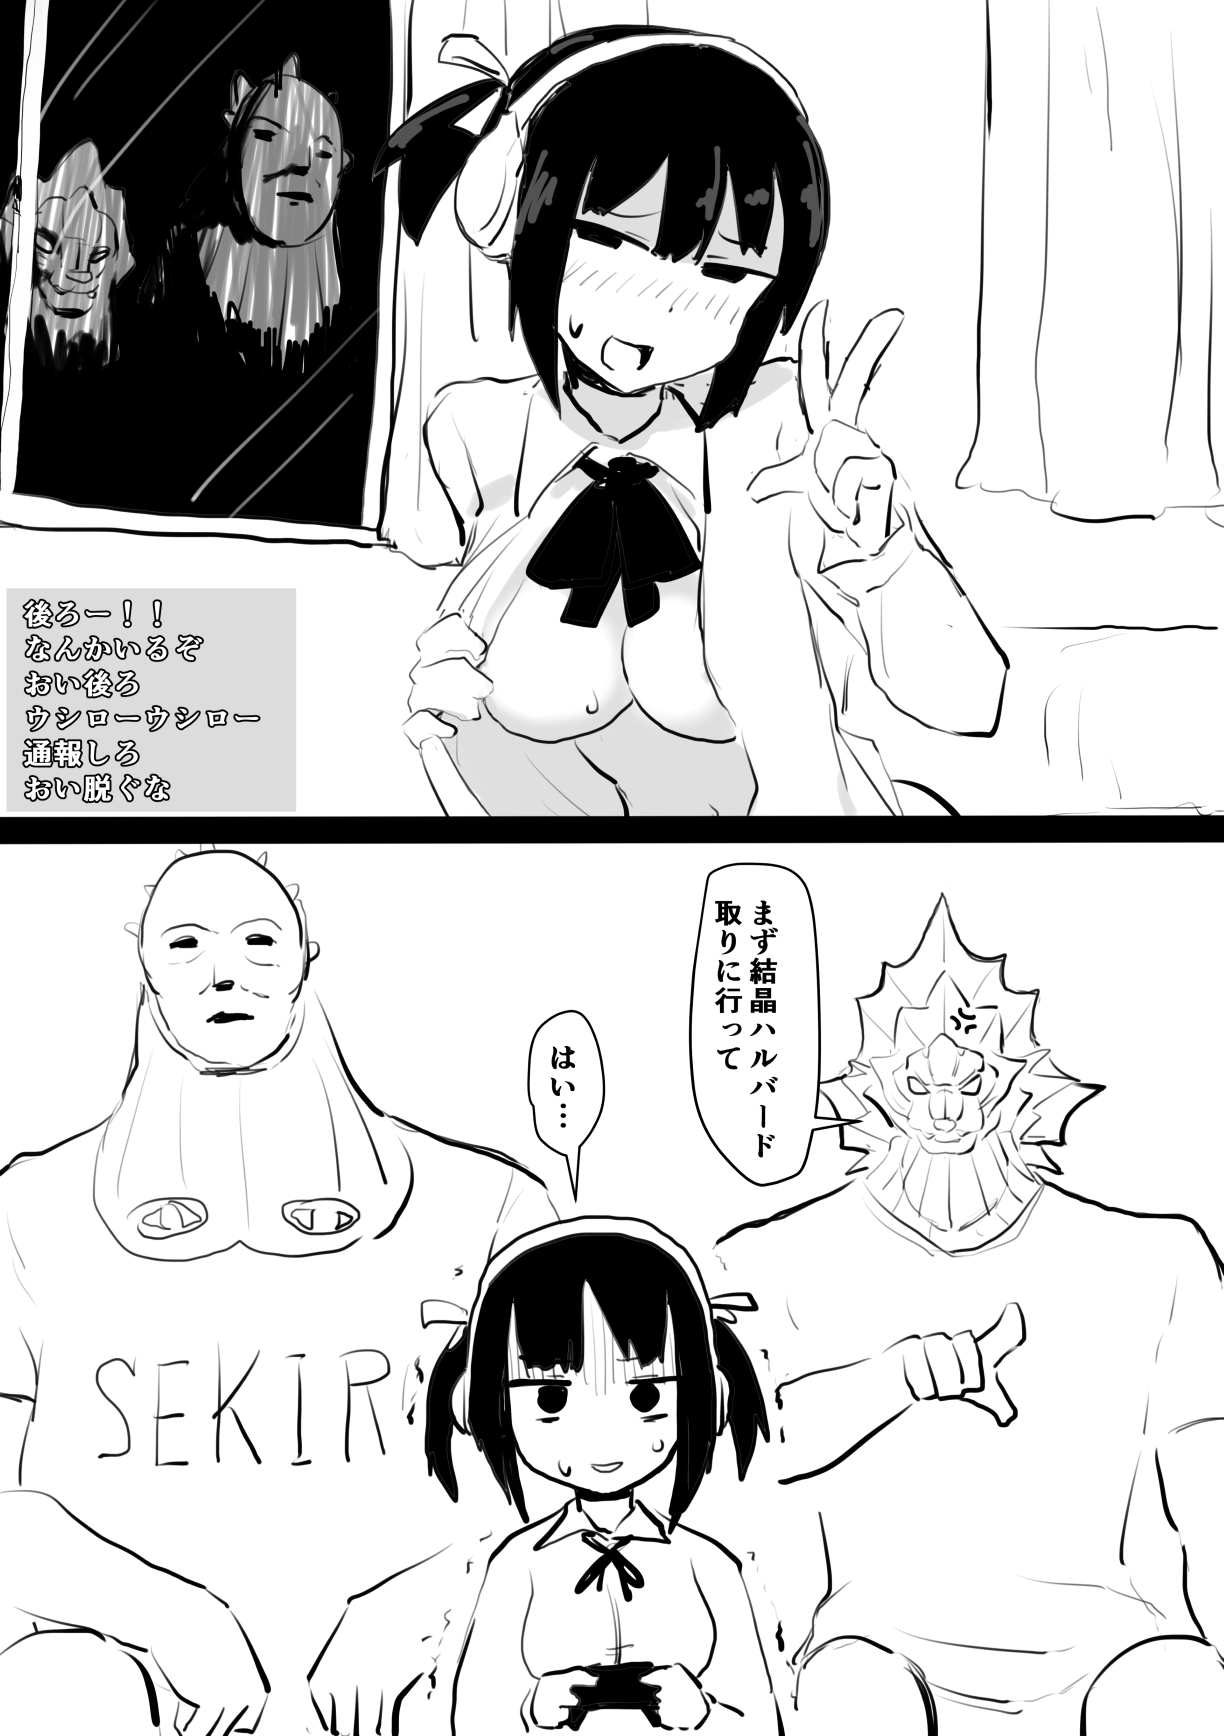 後ろー！！
なんかいるぞ
おい後ろ
ウシローウシロー
通報しろ
おい脱ぐな
まず結晶ハルバード
取りに行って
はい…
SEKIR